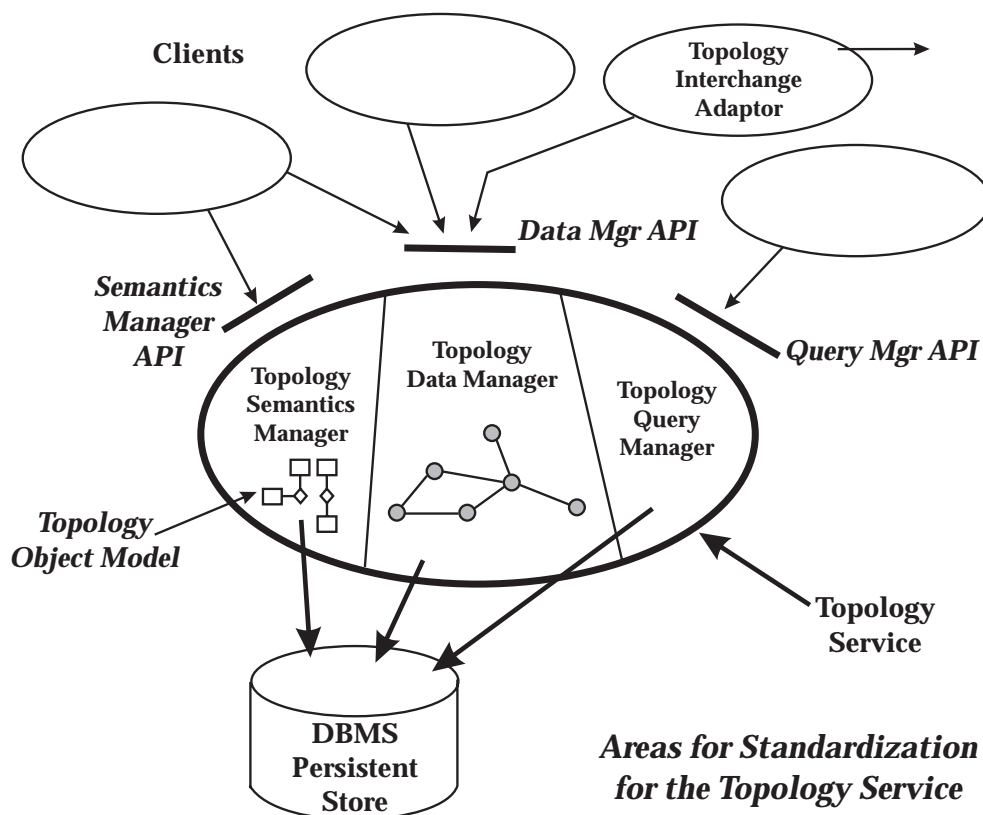 Clients
Topology
Interchange
Adaptor
Data Mgr API
Semantics
Manager
API
Query Mgr API
Topology
Semantics
Manager
Topology
Data Manager
Topology
Query
Manager
Topology
Object Model
Topology
Service
DBMS
Persistent
Store
Areas for Standardization
for the Topology Service